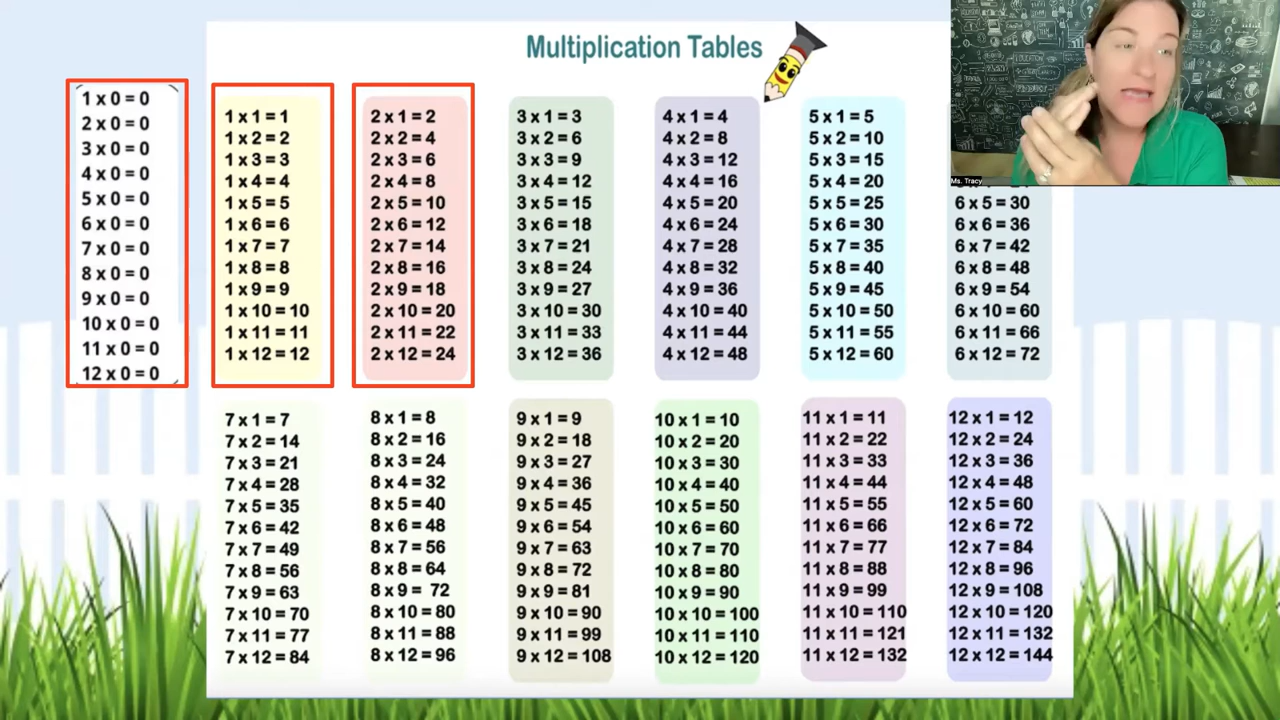 Multiplication Tables
Ms. Tracy
1 x 0 = 0
2 x 0 = 0
3 x 0 = 0
4 x 0 = 0
5 x 0 = 0
6 x 0 = 0
7 x 0 = 0
8 x 0 = 0
9 x 0 = 0
10 x 0 = 0
11 x 0 = 0
12 x 0 = 0
1 x 1 = 1
1 x 2 = 2
1 x 3 = 3
1 x 4 = 4
1 x 5 = 5
1 x 6 = 6
1 x 7 = 7
1 x 8 = 8
1 x 9 = 9
1 x 10 = 10
1 x 11 = 11
1 x 12 = 12
2 x 1 = 2
2 x 2 = 4
2 x 3 = 6
2 x 4 = 8
2 x 5 = 10
2 x 6 = 12
2 x 7 = 14
2 x 8 = 16
2 x 9 = 18
2 x 10 = 20
2 x 11 = 22
2 x 12 = 24
3 x 1 = 3
3 x 2 = 6
3 x 3 = 9
3 x 4 = 12
3 x 5 = 15
3 x 6 = 18
3 x 7 = 21
3 x 8 = 24
3 x 9 = 27
3 x 10 = 30
3 x 11 = 33
3 x 12 = 36
4 x 1 = 4
4 x 2 = 8
4 x 3 = 12
4 x 4 = 16
4 x 5 = 20
4 x 6 = 24
4 x 7 = 28
4 x 8 = 32
4 x 9 = 36
4 x 10 = 40
4 x 11 = 44
4 x 12 = 48
5 x 1 = 5
5 x 2 = 10
5 x 3 = 15
5 x 4 = 20
5 x 5 = 25
5 x 6 = 30
5 x 7 = 35
5 x 8 = 40
5 x 9 = 45
5 x 10 = 50
5 x 11 = 55
5 x 12 = 60
6 x 5 = 30
6 x 6 = 36
6 x 7 = 42
6 x 8 = 48
6 x 9 = 54
6 x 10 = 60
6 x 11 = 66
6 x 12 = 72
7 x 1 = 7
7 x 2 = 14
7 x 3 = 21
7 x 4 = 28
7 x 5 = 35
7 x 6 = 42
7 x 7 = 49
7 x 8 = 56
7 x 9 = 63
7 x 10 = 70
7 x 11 = 77
7 x 12 = 84
8 x 1 = 8
8 x 2 = 16
8 x 3 = 24
8 x 4 = 32
8 x 5 = 40
8 x 6 = 48
8 x 7 = 56
8 x 8 = 64
8 x 9 = 72
8 x 10 = 80
8 x 11 = 88
8 x 12 = 96
9 x 1 = 9
9 x 2 = 18
9 x 3 = 27
9 x 4 = 36
9 x 5 = 45
9 x 6 = 54
9 x 7 = 63
9 x 8 = 72
9 x 9 = 81
9 x 10 = 90
9 x 11 = 99
9 x 12 = 108
10 x 1 = 10
10 x 2 = 20
10 x 3 = 30
10 x 4 = 40
10 x 5 = 50
10 x 6 = 60
10 x 7 = 70
10 x 8 = 80
10 x 9 = 90
10 x 10 = 100
10 x 11 = 110
10 x 12 = 120
11 x 1 = 11
11 x 2 = 22
11 x 3 = 33
11 x 4 = 44
11 x 5 = 55
11 x 6 = 66
11 x 7 = 77
11 x 8 = 88
11 x 9 = 99
11 x 10 = 110
11 x 11 = 121
11 x 12 = 132
12 x 1 = 12
12 x 2 = 24
12 x 3 = 36
12 x 4 = 48
12 x 5 = 60
12 x 6 = 72
12 x 7 = 84
12 x 8 = 96
12 x 9 = 108
12 x 10 = 120
12 x 11 = 132
12 x 12 = 144